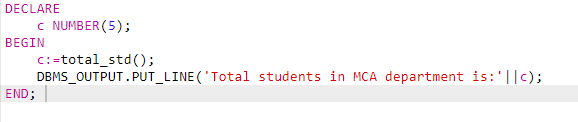 DECLARE
    c NUMBER(5);
BEGIN
    c:=total_std();
    DBMS_OUTPUT.PUT_LINE('Total students in MCA department is:'||c);
END;